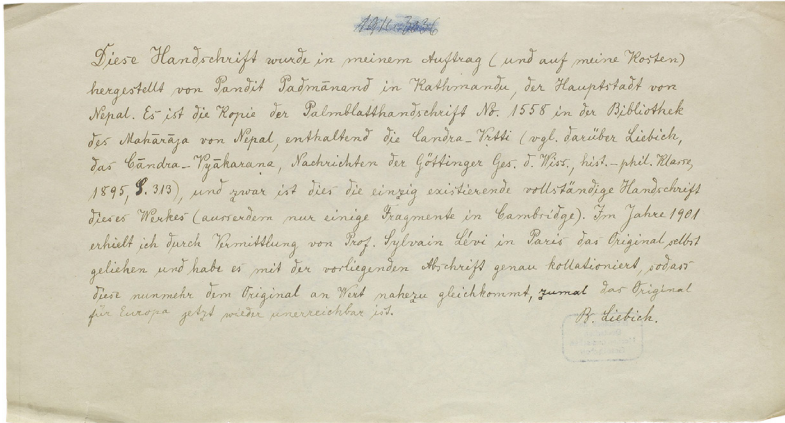 Diese Handschrift wurde in meinem Auftrag (und auf meine Kosten)
hergestellt von Pandit Padmānand in Kathmandu, der Hauptstadt von
Nepal. Es ist die Kopie der Palmblatthandschrift No. 1558 in der Bibliothek
des Mahārāja von Nepal, enthaltend die Candra-Vṛtti (vgl. darüber Liebich,
das Cāndra-Vyākaraṇa, Nachrichten der Göttinger Ges. d. Wiss., hist.-phil. Klasse,
1895, S. 313), und zwar ist dies die einzig existierende vollständige Handschrift
dieses Werkes (ausserdem nur einige Fragmente in Cambridge). Im Jahre 1901
erhielt ich durch Vermittlung von Prof. Sylvain Lévi in Paris das Original selbst
geliehen und habe es mit der vorliegenden Abschrift genau kollationiert, sodass
diese nunmehr dem Original an Wert nahezu gleichkommt, zumal das Original
für Europa jetzt wieder unerreichbar ist.
B. Liebich.